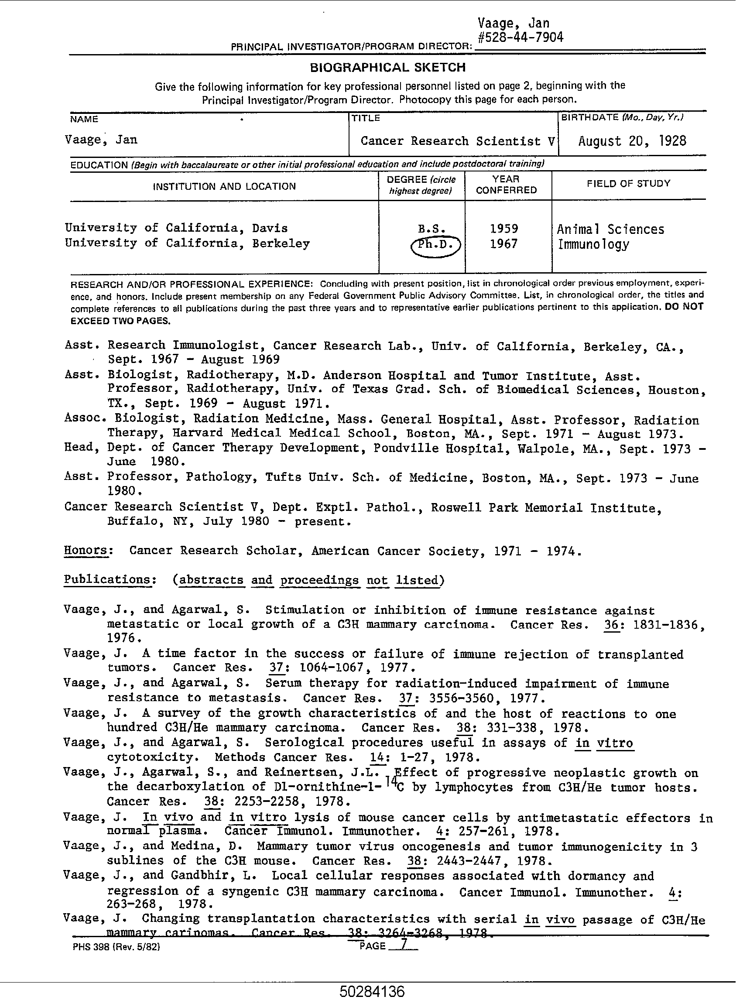 Vaage, Jan
#528-44-7904
PRINCIPAL INVESTIGATOR/PROGRAM DIRECTOR:
BIOGRAPHICAL SKETCH
Give the following information for key professional personnel listed on page 2, beginning with the
Principal Investigator/Program Director. Photocopy this page for each person.
NAME TITLE BIRTHDATE (Mo., Day, Yr.)
Vaage, Jan Cancer Research Scientist V August 20, 1928
EDUCATION (Begin with baccalaureate or other initial professional education and include postdoctoral training)
INSTITUTION AND LOCATION DEGREE (circle highest degree) YEAR CONFERRED FIELD OF STUDY
University of California, Davis B.S. 1959 Animal Sciences
University of California, Berkeley Ph.D. 1967 Immunology
RESEARCH AND/OR PROFESSIONAL EXPERIENCE: Concluding with present position, list in chronological order previous employment, experi-
ence, and honors. Include present membership on any Federal Government Public Advisory Committee. List, in chronological order, the titles and
complete references to all publications during the past three years and to representative earlier publications pertinent to this application. DO NOT
EXCEED TWO PAGES.
Asst. Research Immunologist, Cancer Research Lab., Univ. of California, Berkeley, CA.,
Sept. 1967 - August 1969
Asst. Biologist, Radiotherapy, M.D. Anderson Hospital and Tumor Institute, Asst.
Professor, Radiotherapy, Univ. of Texas Grad. Sch. of Biomedical Sciences, Houston,
TX., Sept. 1969 - August 1971.
Assoc. Biologist, Radiation Medicine, Mass. General Hospital, Asst. Professor, Radiation
Therapy, Harvard Medical Medical School, Boston, MA., Sept. 1971 - August 1973.
Head, Dept. of Cancer Therapy Development, Pondville Hospital, Walpole, MA., Sept. 1973 -
June 1980.
Asst. Professor, Pathology, Tufts Univ. Sch. of Medicine, Boston, MA., Sept. 1973 - June
1980.
Cancer Research Scientist V, Dept. Exptl. Pathol., Roswell Park Memorial Institute,
Buffalo, NY, July 1980 - present.
Honors: Cancer Research Scholar, American Cancer Society, 1971 - 1974.
Publications: (abstracts and proceedings not listed)
Vaage, J., and Agarwal, S. Stimulation or inhibition of immune resistance against
metastatic or local growth of a C3H mammary carcinoma. Cancer Res. 36: 1831-1836,
1976.
Vaage, J. A time factor in the success or failure of immune rejection of transplanted
tumors. Cancer Res. 37: 1064-1067, 1977.
Vaage, J., and Agarwal, S. Serum therapy for radiation-induced impairment of immune
resistance to metastasis. Cancer Res. 37: 3556-3560, 1977.
Vaage, J. A survey of the growth characteristics of and the host of reactions to one
hundred C3H/He mammary carcinoma. Cancer Res. 38: 331-338, 1978.
Vaage, J., and Agarwal, S. Serological procedures useful in assays of in vitro
cytotoxicity. Methods Cancer Res. 14: 1-27, 1978.
Vaage, J., Agarwal, S., and Reinertsen, J.L. Effect of progressive neoplastic growth on
the decarboxylation of Dl-ornithine-1-14C by lymphocytes from C3H/He tumor hosts.
Cancer Res. 38: 2253-2258, 1978.
Vaage, J. In vivo and in vitro lysis of mouse cancer cells by antimetastatic effectors in
normal plasma. Cancer Immunol. Immunother. 4: 257-261, 1978.
Vaage, J., and Medina, D. Mammary tumor virus oncogenesis and tumor immunogenicity in 3
sublines of the C3H mouse. Cancer Res. 38: 2443-2447, 1978.
Vaage, J., and Gandbhir, L. Local cellular responses associated with dormancy and
regression of a syngenic C3H mammary carcinoma. Cancer Immunol. Immunother. 4:
263-268, 1978.
Vaage, J. Changing transplantation characteristics with serial in vivo passage of C3H/He
mammary carinomas. Cancer Res. 38: 3264-3268, 1978.
PHS 398 (Rev. 5/82) PAGE 7
50284136